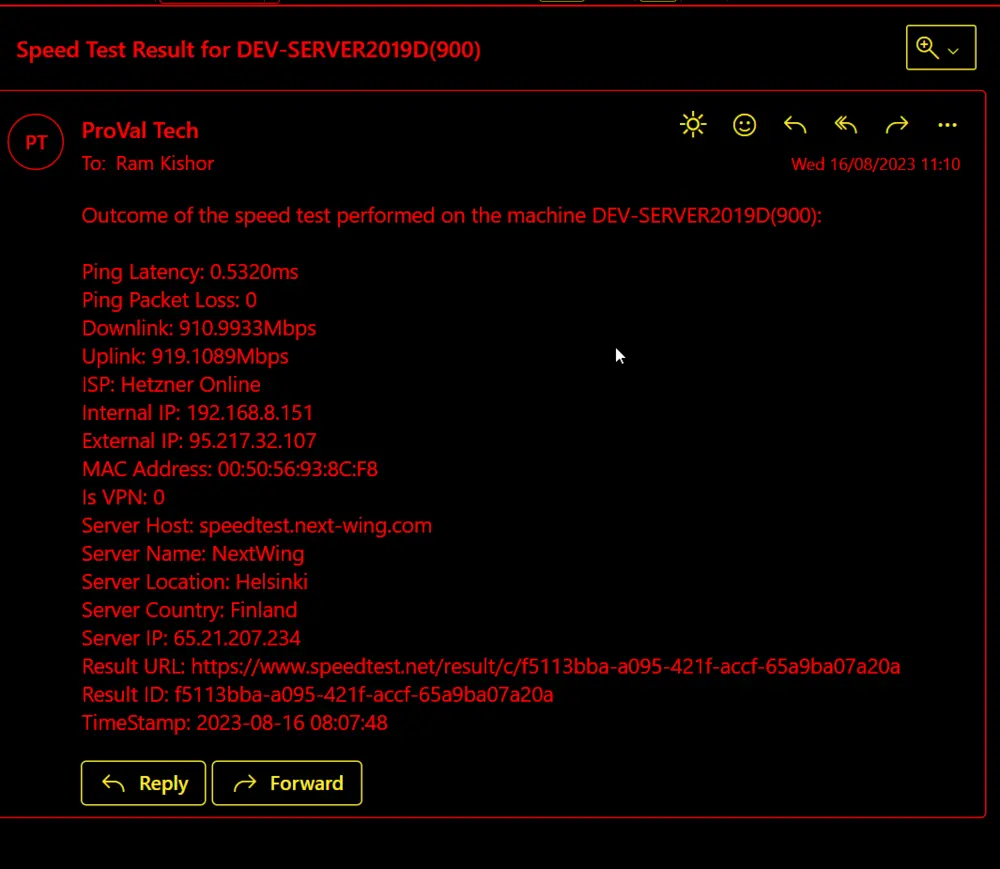 Speed Test Result for DEV-SERVER2019D(900)
PT
ProVal Tech
To: Ram Kishor
Wed 16/08/2023 11:10
Outcome of the speed test performed on the machine DEV-SERVER2019D(900):
Ping Latency: 0.5320ms
Ping Packet Loss: 0
Downlink: 910.9933Mbps
Uplink: 919.1089Mbps
ISP: Hetzner Online
Internal IP: 192.168.8.151
External IP: 95.217.32.107
MAC Address: 00:50:56:93:8C:F8
Is VPN: 0
Server Host: speedtest.next-wing.com
Server Name: NextWing
Server Location: Helsinki
Server Country: Finland
Server IP: 65.21.207.234
Result URL: https://www.speedtest.net/result/c/f5113bba-a095-421f-accf-65a9ba07a20a
Result ID: f5113bba-a095-421f-accf-65a9ba07a20a
TimeStamp: 2023-08-16 08:07:48
Reply
Forward